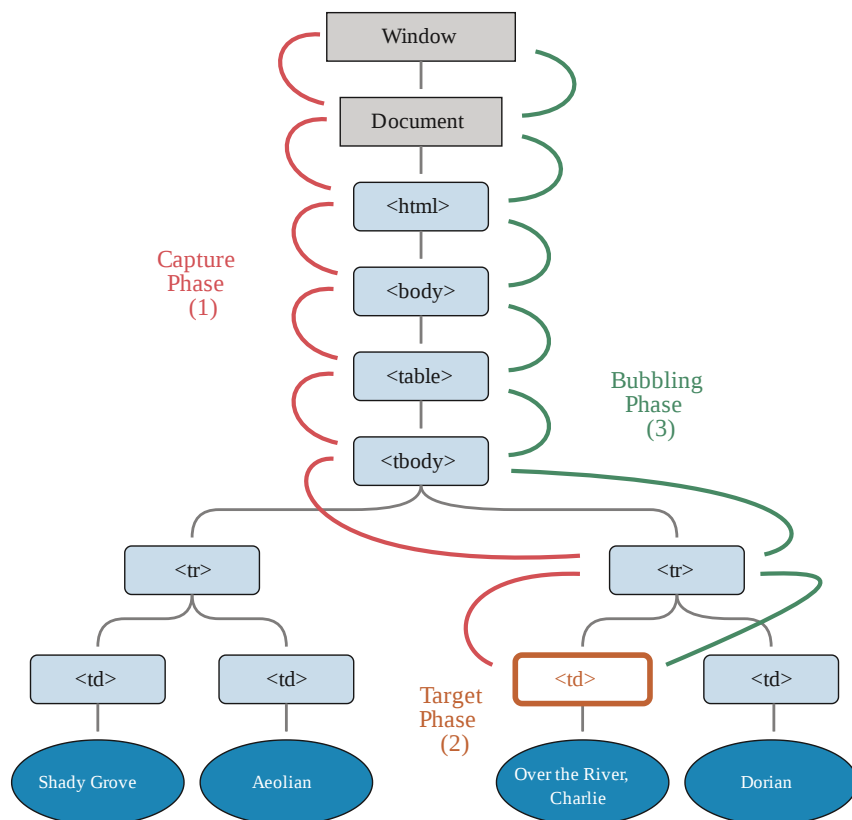 Window
Document
<html>
Capture
Phase
(1)
<body>
<table>
Bubbling
Phase
(3)
<tbody>
<tr>
<tr>
<td>
<td>
<td>
<td>
Target
Phase
(2)
Shady Grove
Aeolian
Over the River,
Charlie
Dorian